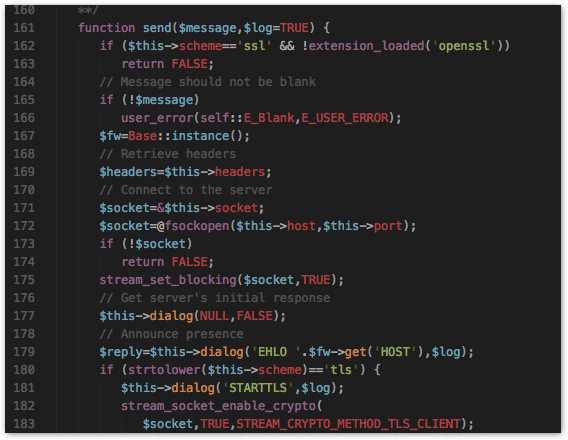 160 **/
161 function send($message,$log=TRUE) {
162 if ($this->scheme=='ssl' && !extension_loaded('openssl'))
163 return FALSE;
164 // Message should not be blank
165 if (!$message)
166 user_error(self::E_Blank,E_USER_ERROR);
167 $fw=Base::instance();
168 // Retrieve headers
169 $headers=$this->headers;
170 // Connect to the server
171 $socket=&$this->socket;
172 $socket=@fsockopen($this->host,$this->port);
173 if (!$socket)
174 return FALSE;
175 stream_set_blocking($socket,TRUE);
176 // Get server's initial response
177 $this->dialog(NULL,FALSE);
178 // Announce presence
179 $reply=$this->dialog('EHLO '.$fw->get('HOST'),$log);
180 if (strtolower($this->scheme)=='tls') {
181 $this->dialog('STARTTLS',$log);
182 stream_socket_enable_crypto(
183 $socket,TRUE,STREAM_CRYPTO_METHOD_TLS_CLIENT);